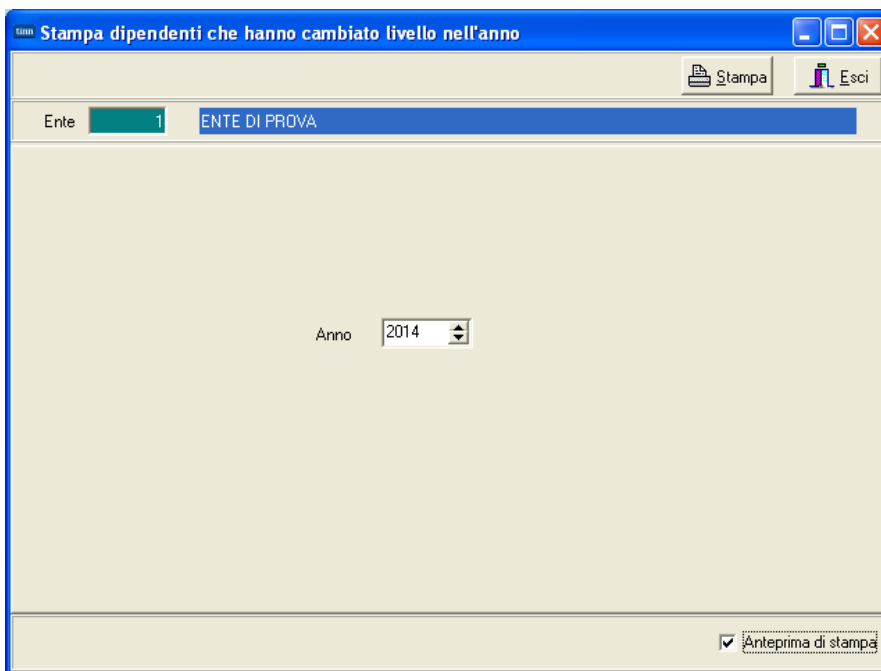 tinn Stampa dipendenti che hanno cambiato livello nell'anno
Stampa Esci
Ente 1 ENTE DI PROVA
Anno 2014
Anteprima di stampa